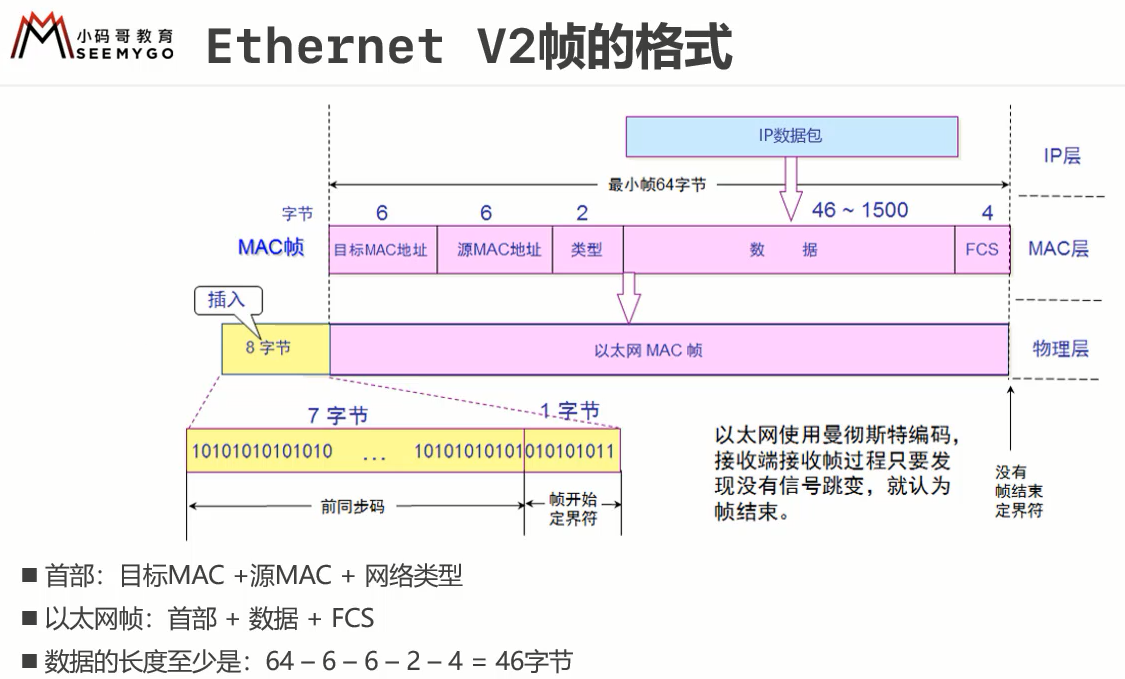 小码哥教育
SEEMYGO
Ethernet V2帧的格式
IP数据包
IP层
最小帧64字节
字节 6 6 2 46 ~ 1500 4
MAC帧 目标MAC地址 源MAC地址 类型 数 据 FCS MAC层
插入
8 字节 以太网 MAC 帧 物理层
7 字节 1 字节
10101010101010 ... 10101010101010101011
前同步码
帧开始
定界符
以太网使用曼彻斯特编码，
接收端接收帧过程只要发
现没有信号跳变，就认为
帧结束。
没有
帧结束
定界符
■ 首部：目标MAC +源MAC + 网络类型
■ 以太网帧：首部 + 数据 + FCS
■ 数据的长度至少是：64 – 6 – 6 – 2 – 4 = 46字节